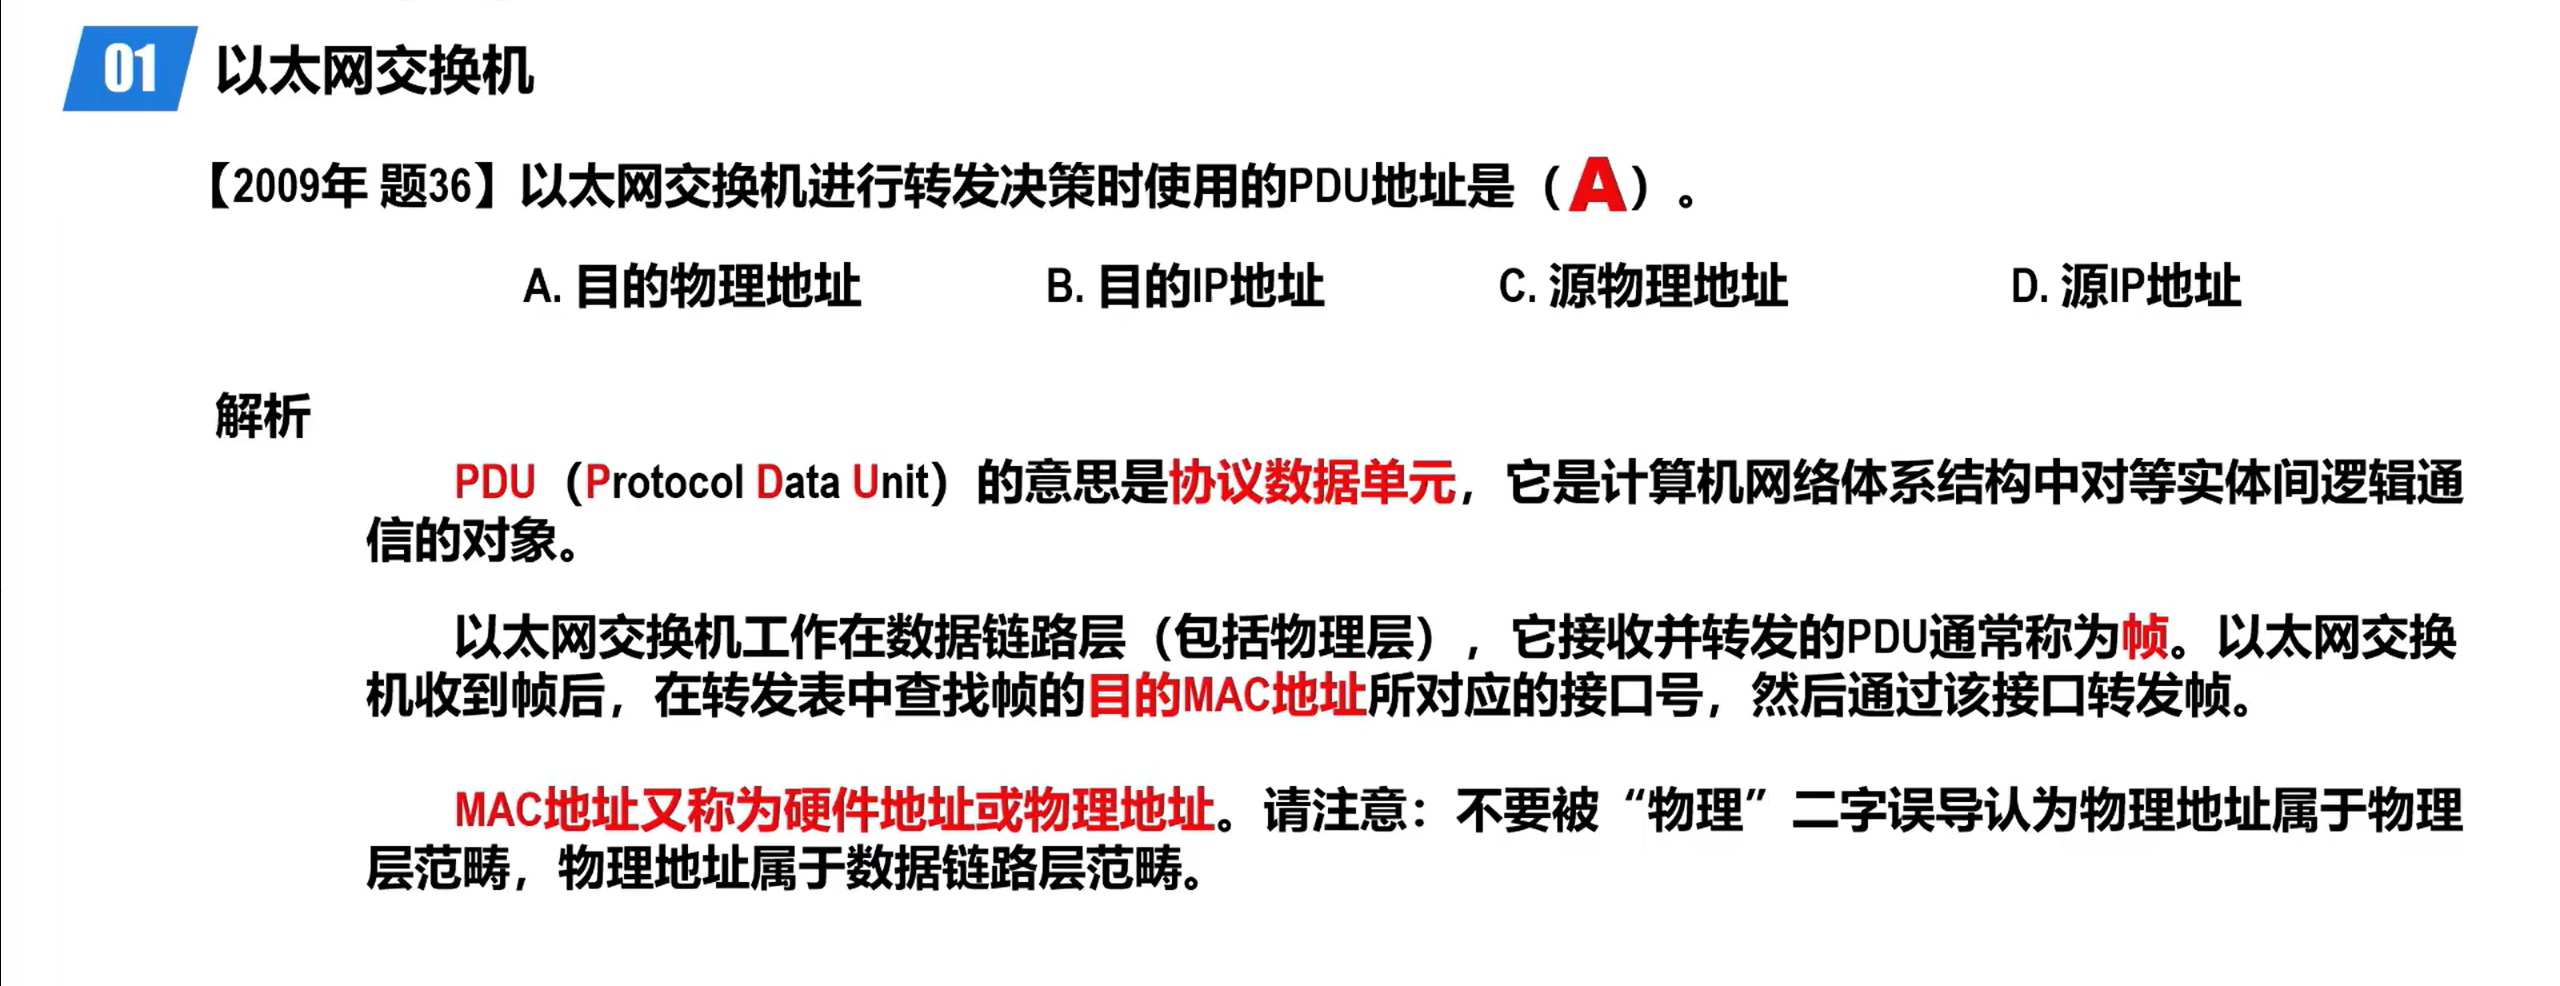 01 以太网交换机
【2009年 题36】以太网交换机进行转发决策时使用的PDU地址是（A）。
A. 目的物理地址 B. 目的IP地址 C. 源物理地址 D. 源IP地址
解析
PDU（Protocol Data Unit）的意思是协议数据单元，它是计算机网络体系结构中对等实体间逻辑通
信的对象。
以太网交换机工作在数据链路层（包括物理层），它接收并转发的PDU通常称为帧。以太网交换
机收到帧后，在转发表中查找帧的目的MAC地址所对应的接口号，然后通过该接口转发帧。
MAC地址又称为硬件地址或物理地址。请注意：不要被“物理”二字误导认为物理地址属于物理
层范畴，物理地址属于数据链路层范畴。